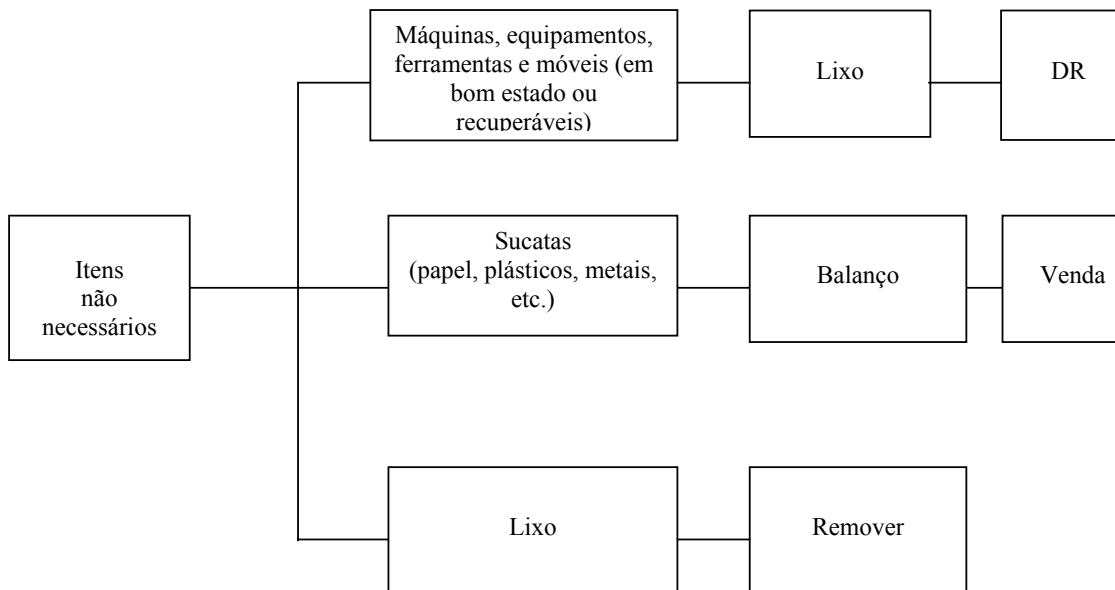 Máquinas, equipamentos,
ferramentas e móveis (em
bom estado ou
recuperáveis)
Lixo
DR
Itens
não
necessários
Sucatas
(papel, plásticos, metais,
etc.)
Balanço
Venda
Lixo
Remover